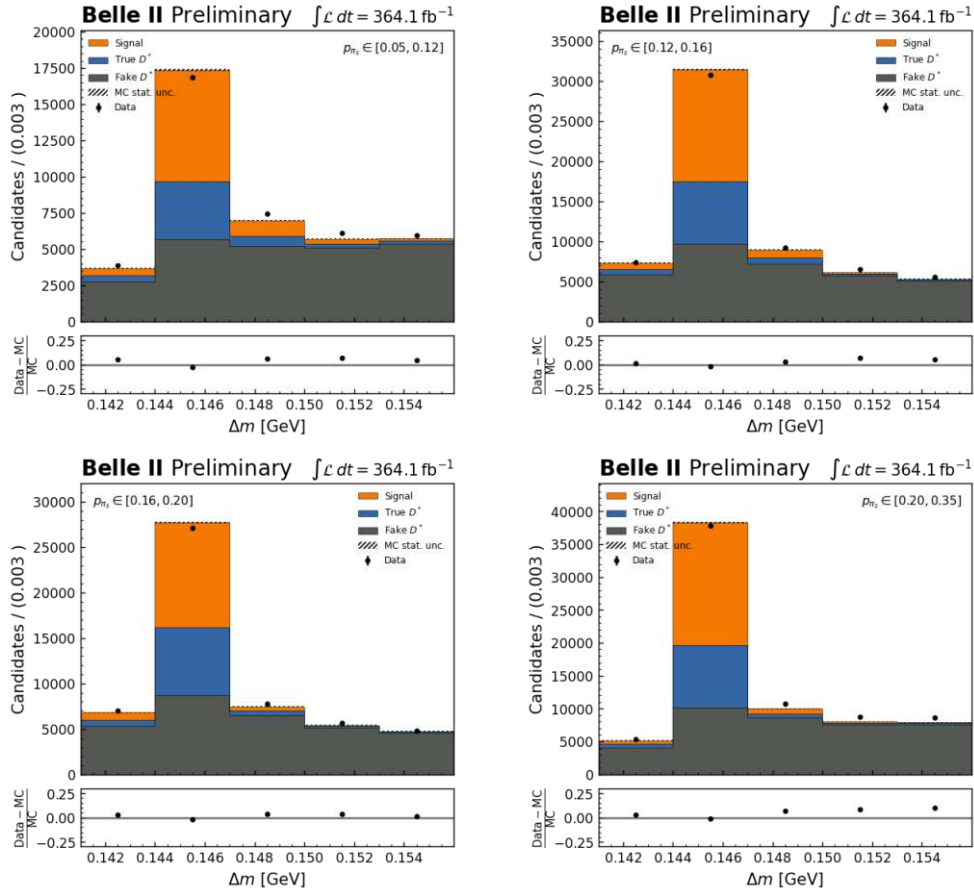 Belle II Preliminary ∫ℒ dt = 364.1 fb⁻¹
20000
17500
15000
12500
10000
7500
5000
2500
0
Candidates / (0.003 )
Signal
True D*
Fake D*
MC stat. unc.
Data
p_πs ∈ [0.05, 0.12]
0.25
0.00
−0.25
Data − MC
MC
0.142 0.144 0.146 0.148 0.150 0.152 0.154
Δm [GeV]
Belle II Preliminary ∫ℒ dt = 364.1 fb⁻¹
35000
30000
25000
20000
15000
10000
5000
0
Candidates / (0.003 )
p_πs ∈ [0.12, 0.16]
Signal
True D*
Fake D*
MC stat. unc.
Data
0.25
0.00
−0.25
Data − MC
MC
0.142 0.144 0.146 0.148 0.150 0.152 0.154
Δm [GeV]
Belle II Preliminary ∫ℒ dt = 364.1 fb⁻¹
30000
25000
20000
15000
10000
5000
0
Candidates / (0.003 )
p_πs ∈ [0.16, 0.20]
Signal
True D*
Fake D*
MC stat. unc.
Data
0.25
0.00
−0.25
Data − MC
MC
0.142 0.144 0.146 0.148 0.150 0.152 0.154
Δm [GeV]
Belle II Preliminary ∫ℒ dt = 364.1 fb⁻¹
40000
35000
30000
25000
20000
15000
10000
5000
0
Candidates / (0.003 )
Signal
True D*
Fake D*
MC stat. unc.
Data
p_πs ∈ [0.20, 0.35]
0.25
0.00
−0.25
Data − MC
MC
0.142 0.144 0.146 0.148 0.150 0.152 0.154
Δm [GeV]